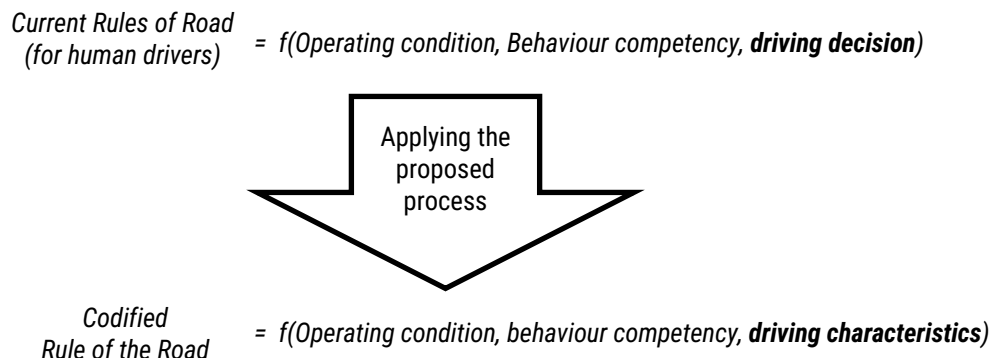 Current Rules of Road
(for human drivers)
= f(Operating condition, Behaviour competency, driving decision)
Applying the
proposed
process
Codified
Rule of the Road
= f(Operating condition, behaviour competency, driving characteristics)